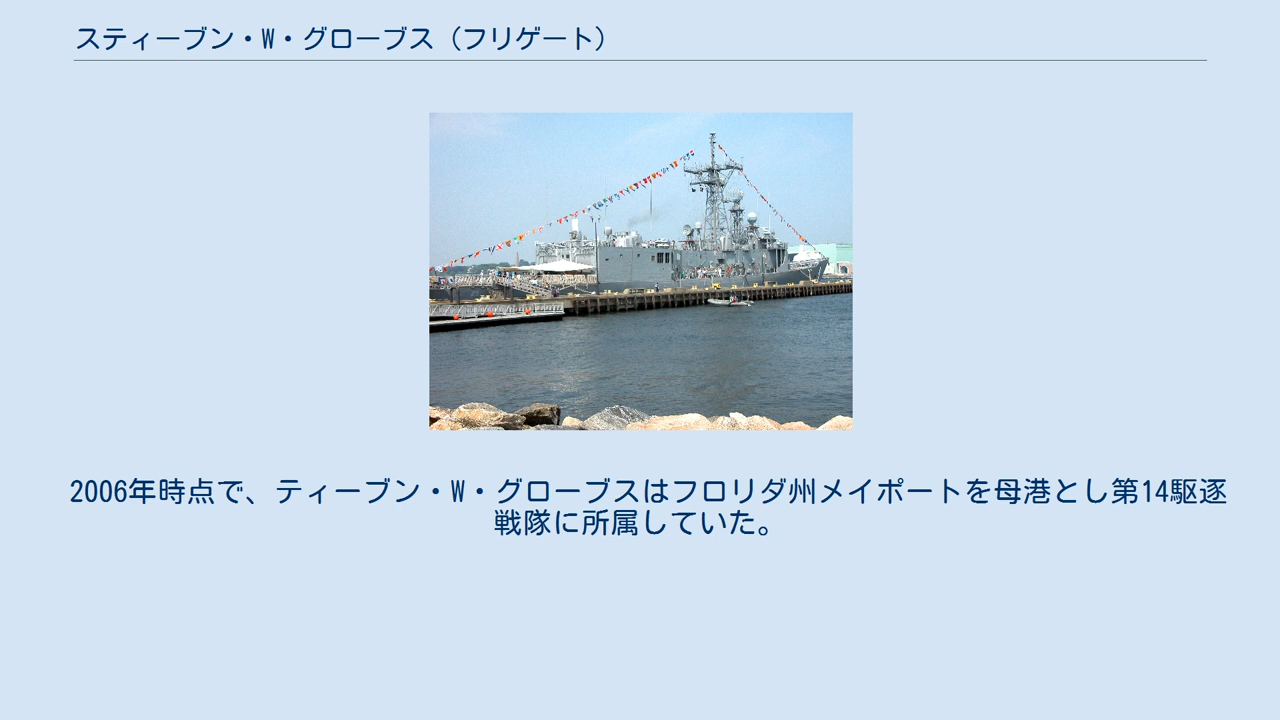 スティーブン・W・グローブス（フリゲート）
2006年時点で、ティーブン・W・グローブスはフロリダ州メイポートを母港とし第14駆逐
戦隊に所属していた。